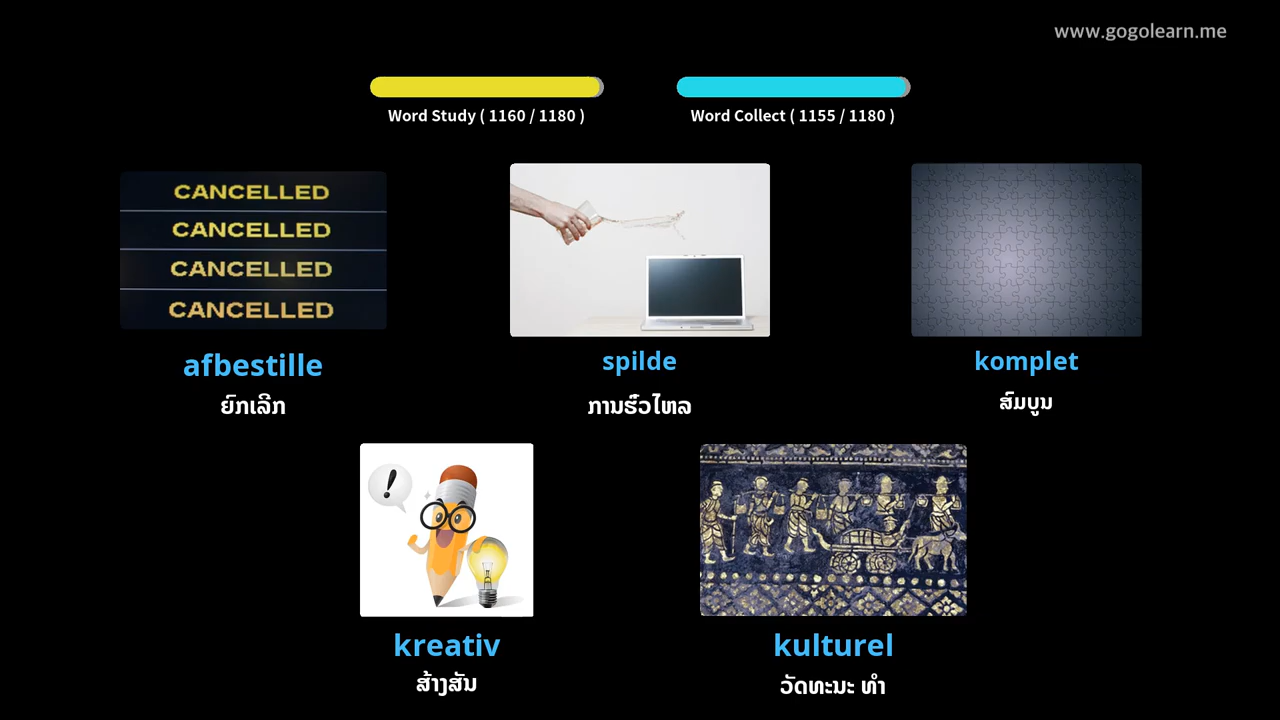 www.gogolearn.me
Word Study ( 1160 / 1180 )
Word Collect ( 1155 / 1180 )
CANCELLED
CANCELLED
CANCELLED
CANCELLED
afbestille
ຍົກເລີກ
spilde
ການຮົ່ວໄຫລ
komplet
ສົມບູນ
!
kreativ
ສ້າງສັນ
kulturel
ວັດທະນະ ທຳ